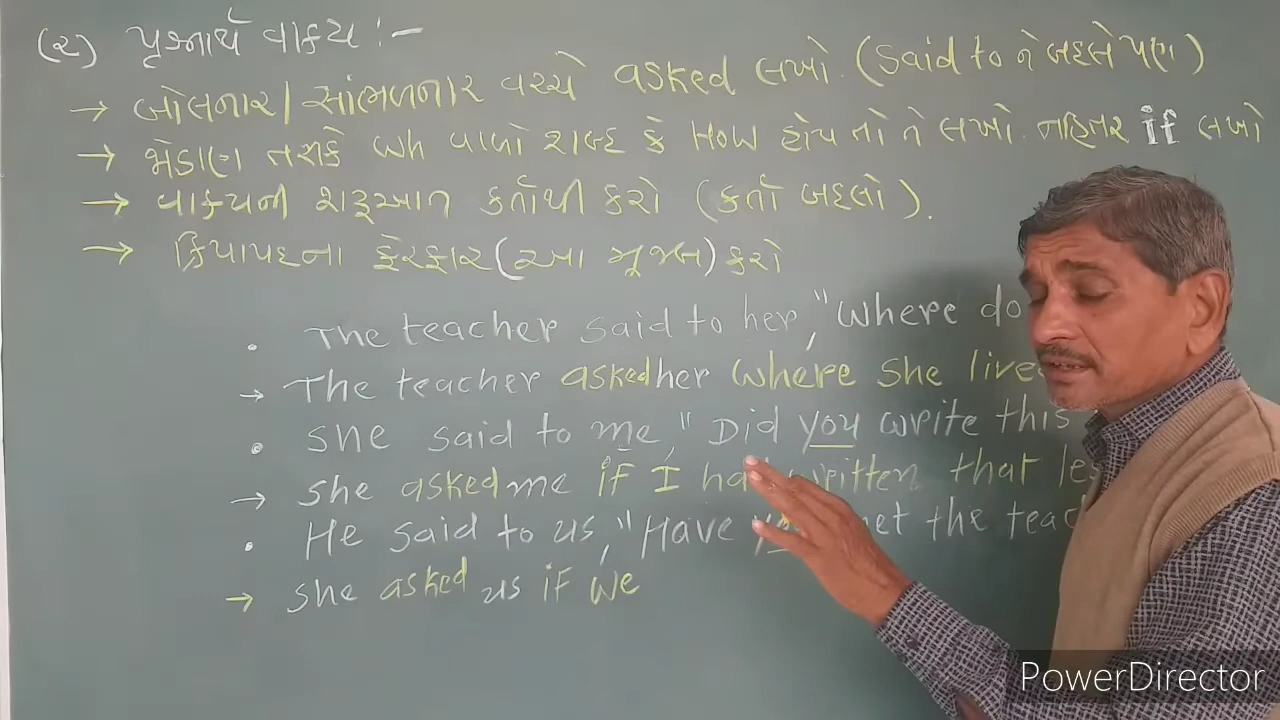 (૨) પ્રશ્નાર્થ વાક્ય :-
→ બોલનાર/સાંભળનાર વચ્ચે asked લખો. (Said to ને બદલે પણ)
→ જોડાણ તરીકે wh વાળો શબ્દ કે How હોય તો તે લખો. નહિતર if લખો
→ વાક્યની શરૂઆત કર્તાથી કરો (કર્તા બદલો).
→ ક્રિયાપદના ફેરફાર (આ મૂજબ) કરો
• The teacher said to her, "Where do
→ The teacher asked her where she lived
• She said to me, "Did you write this
→ She asked me if I had written that
• He said to us, "Have you met the
→ She asked us if we
PowerDirector